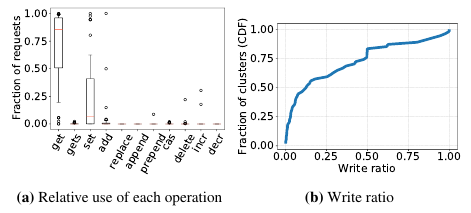 Fraction of requests
1.00
0.75
0.50
0.25
0.00
get
gets
set
add
replace
append
prepend
cas
delete
incr
decr
(a) Relative use of each operation
Fraction of clusters (CDF)
1.00
0.75
0.50
0.25
0.00
0.00 0.25 0.50 0.75 1.00
Write ratio
(b) Write ratio